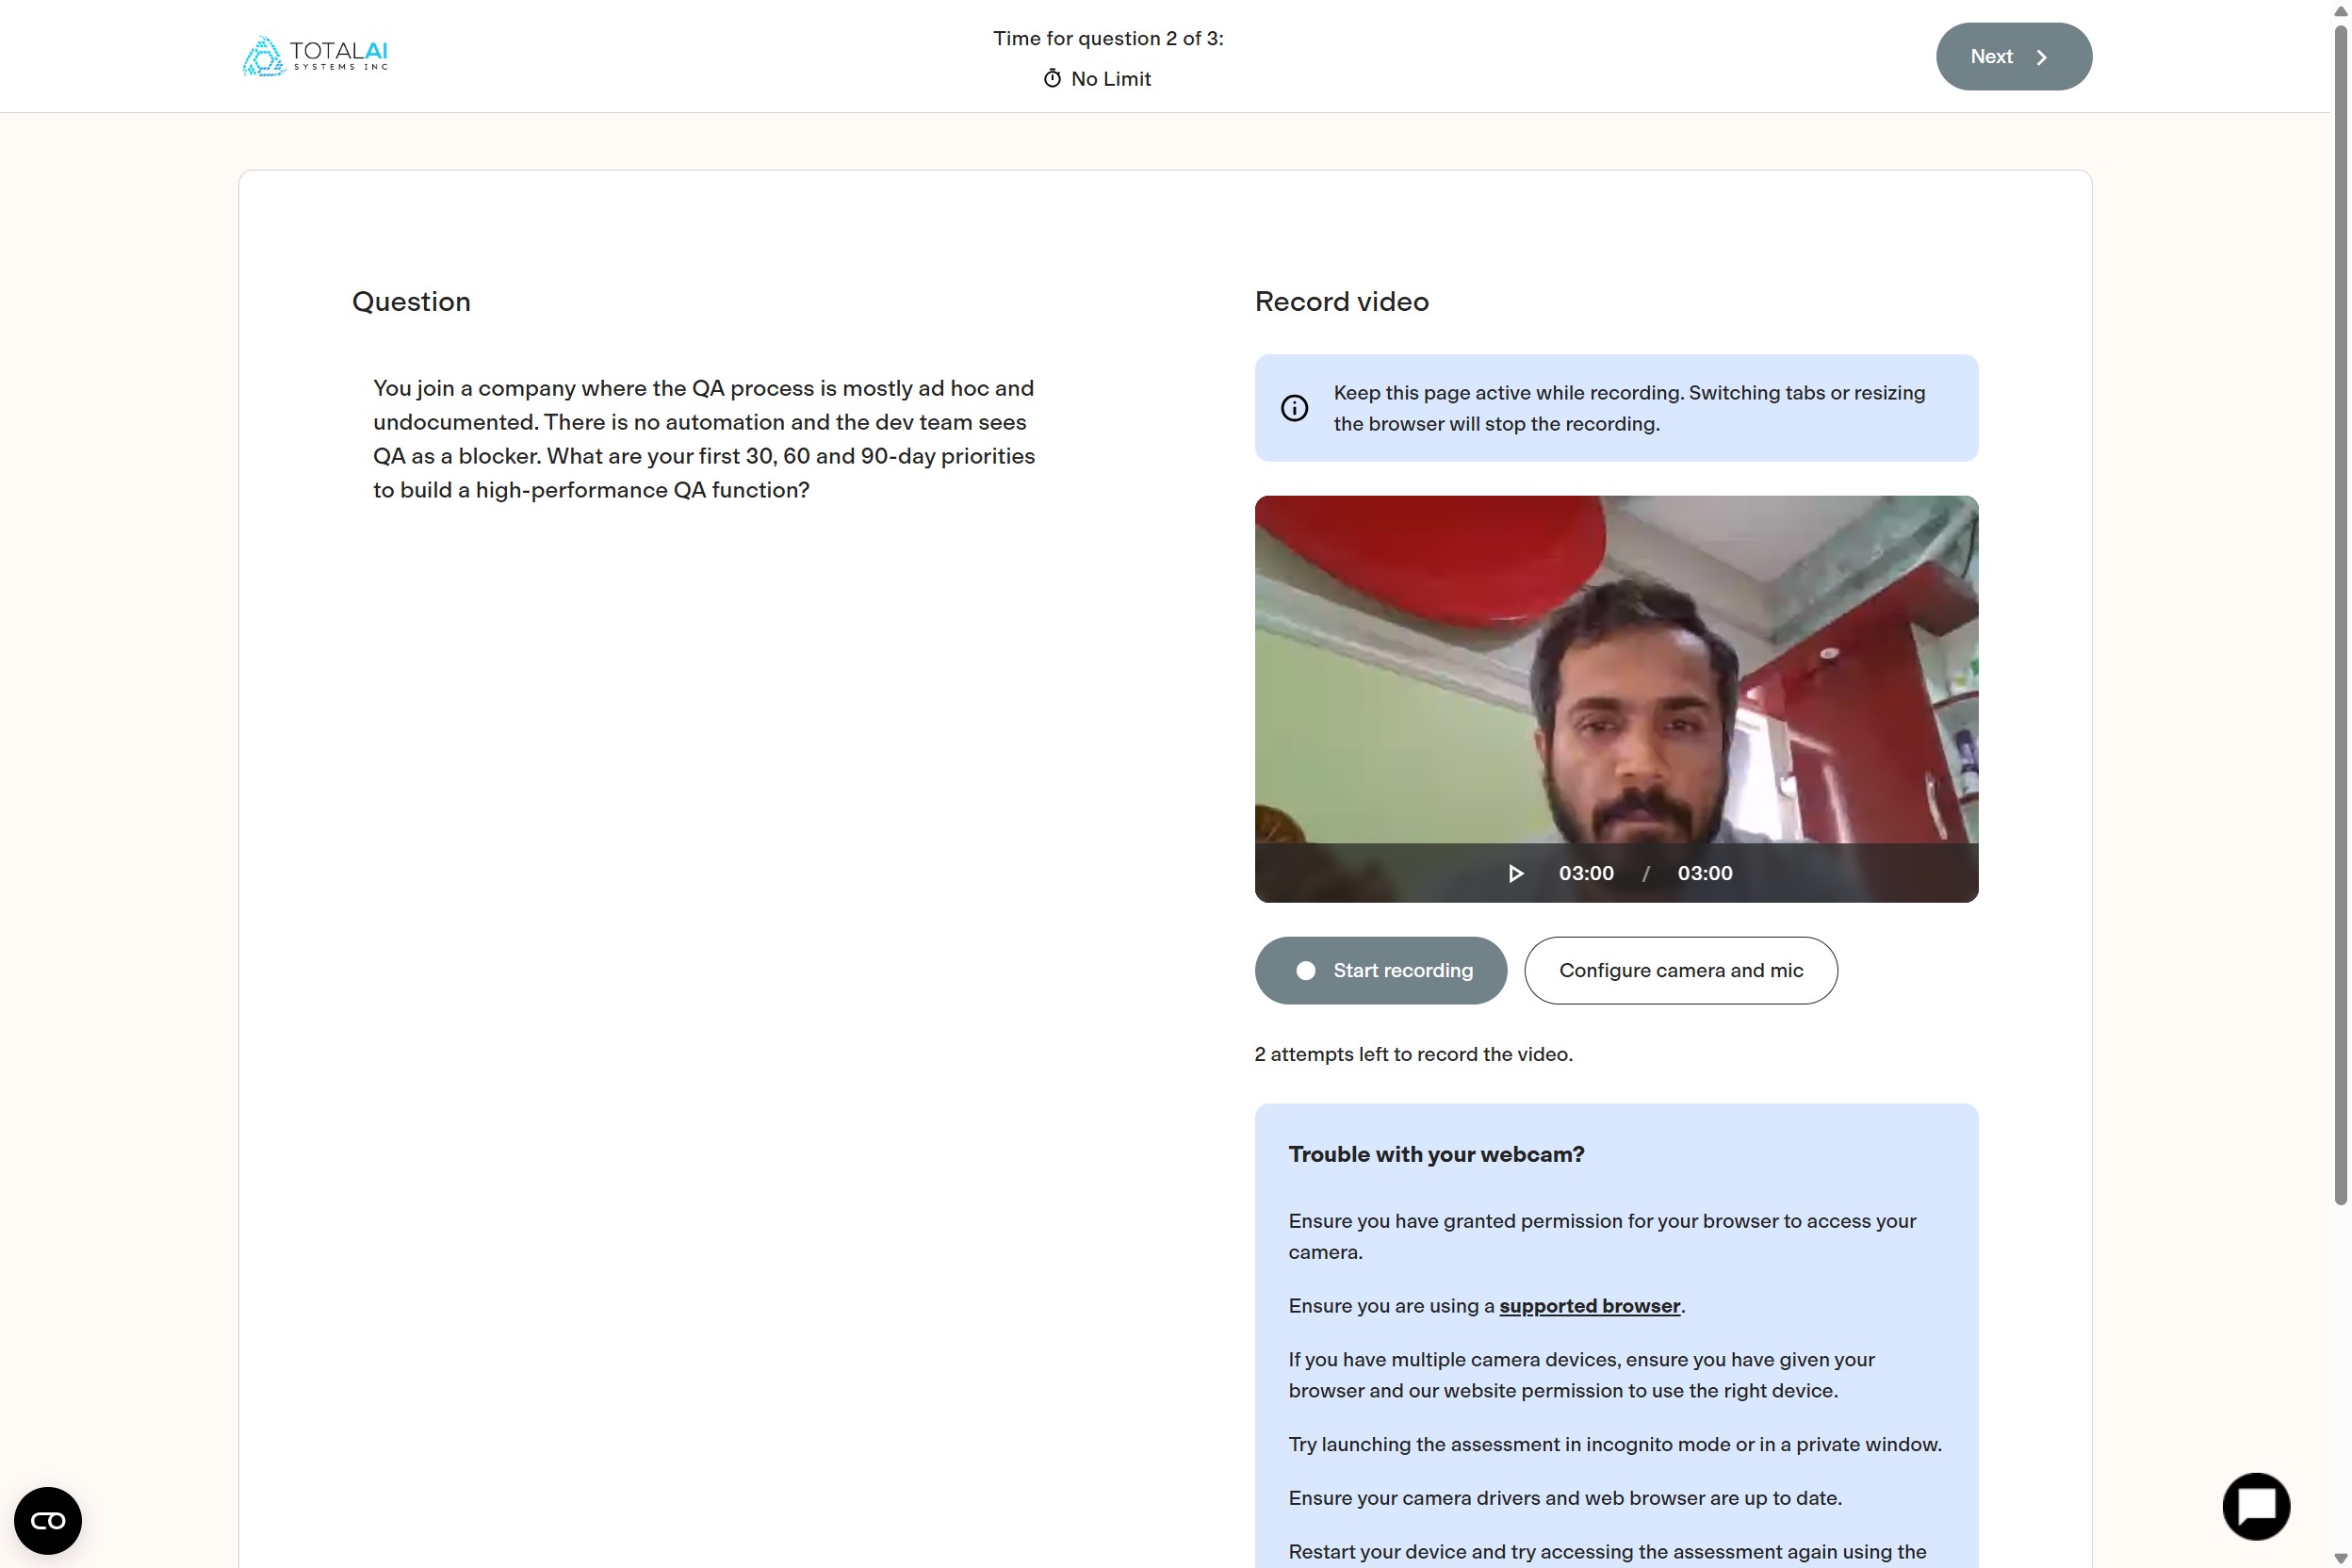 TOTALAI
SYSTEMS INC
Time for question 2 of 3:
No Limit
Next
Question
You join a company where the QA process is mostly ad hoc and
undocumented. There is no automation and the dev team sees
QA as a blocker. What are your first 30, 60 and 90-day priorities
to build a high-performance QA function?
Record video
Keep this page active while recording. Switching tabs or resizing
the browser will stop the recording.
03:00 / 03:00
Start recording
Configure camera and mic
2 attempts left to record the video.
Trouble with your webcam?
Ensure you have granted permission for your browser to access your
camera.
Ensure you are using a supported browser.
If you have multiple camera devices, ensure you have given your
browser and our website permission to use the right device.
Try launching the assessment in incognito mode or in a private window.
Ensure your camera drivers and web browser are up to date.
Restart your device and try accessing the assessment again using the